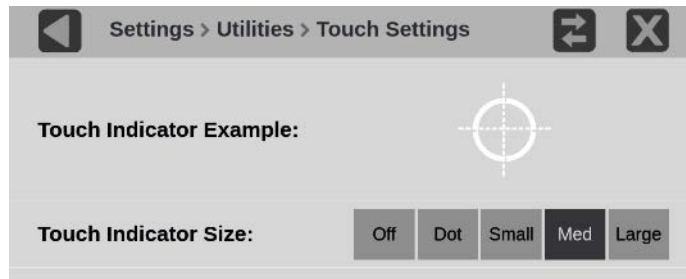 Settings > Utilities > Touch Settings
Touch Indicator Example:
Touch Indicator Size: Off Dot Small Med Large